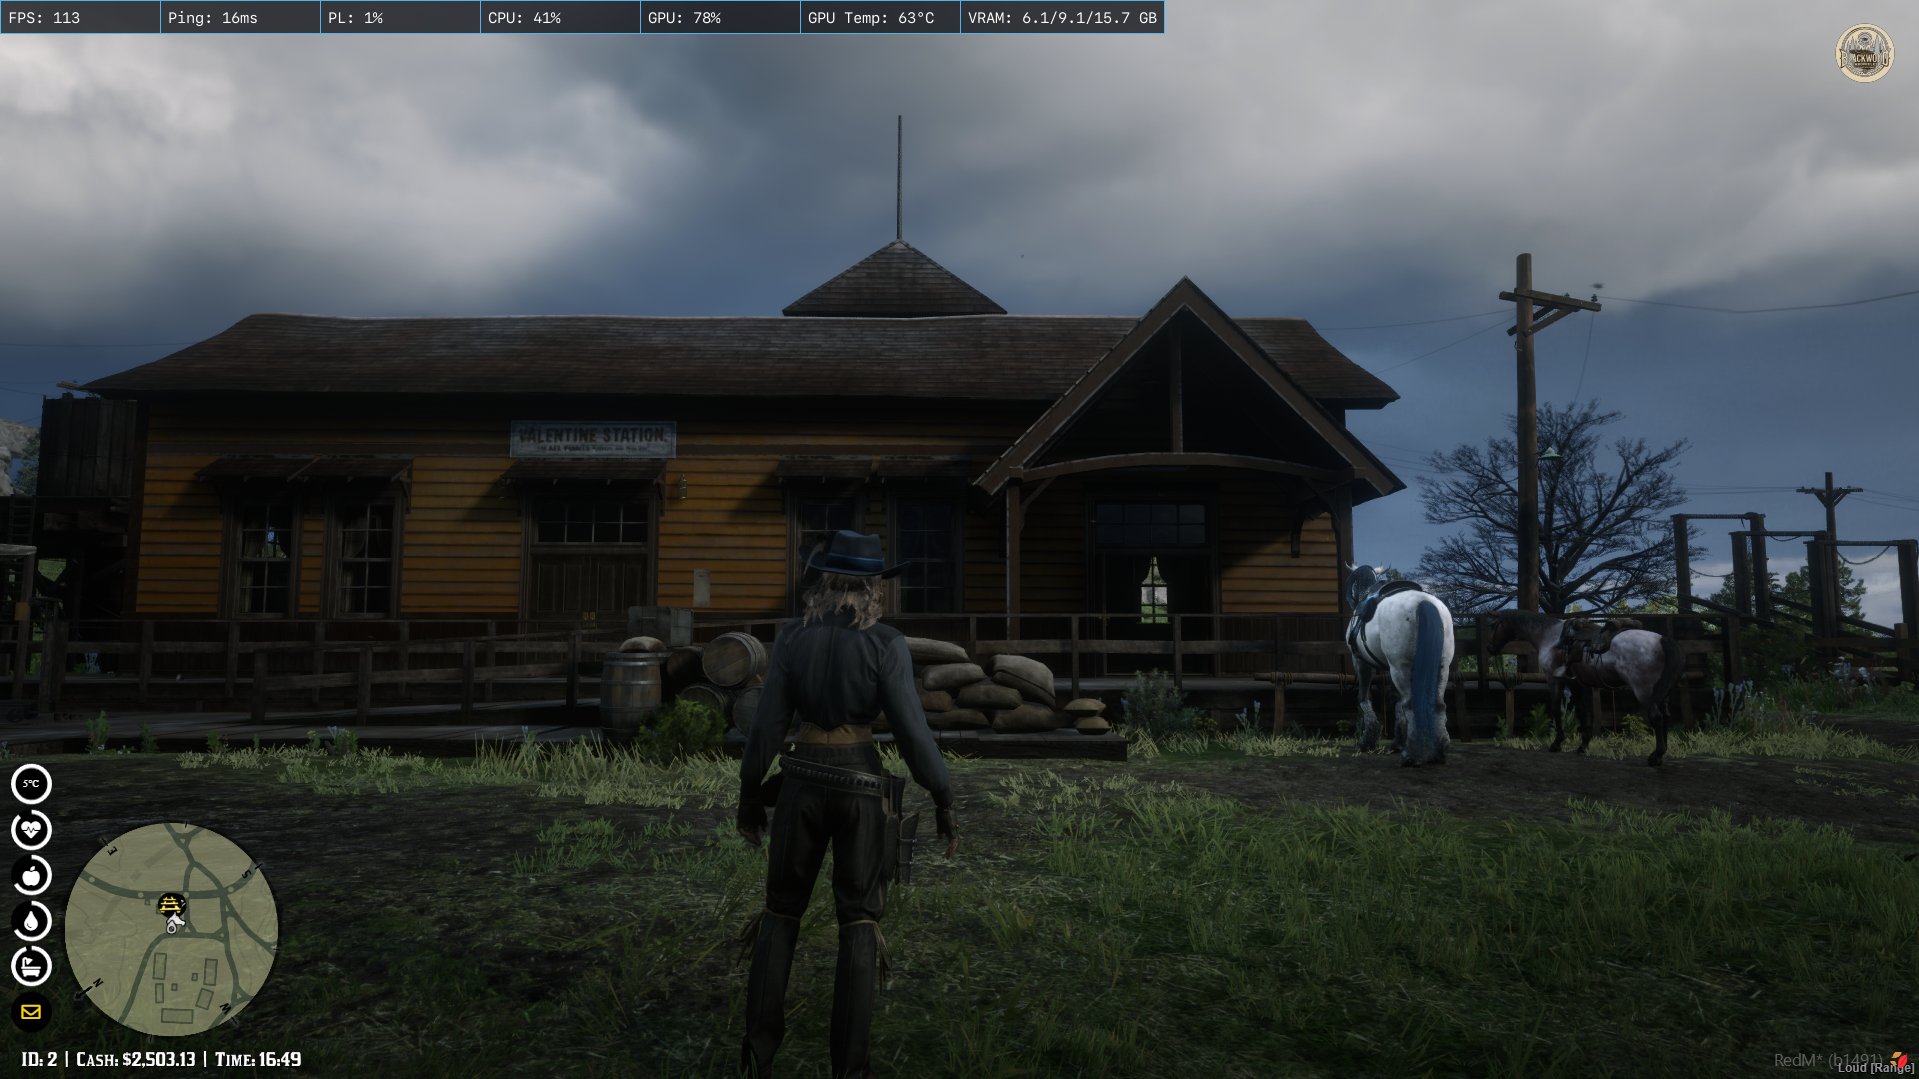 FPS: 113 Ping: 16ms PL: 1% CPU: 41% GPU: 78% GPU Temp: 63°C VRAM: 6.1/9.1/15.7 GB
VALENTINE STATION.
5°C
E
S
N
W
ID: 2 | CASH: $2,503.13 | TIME: 16:49
RedM* (b1491)
Loud [Range]